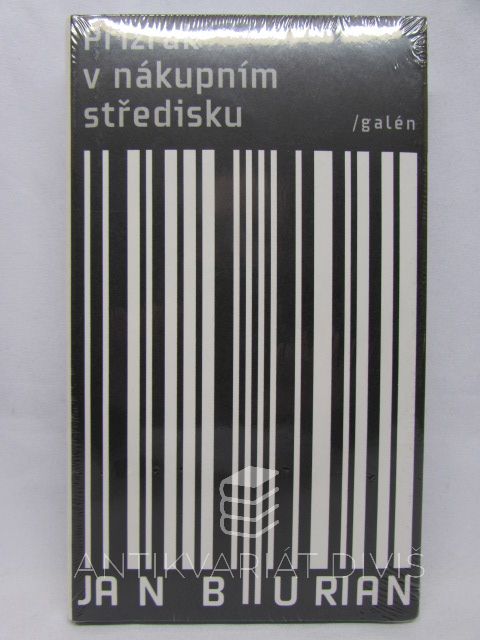 Přízrak
v nákupním
středisku
/galén
ANTIKVARIÁT DIVIŠ
JAN BURIAN